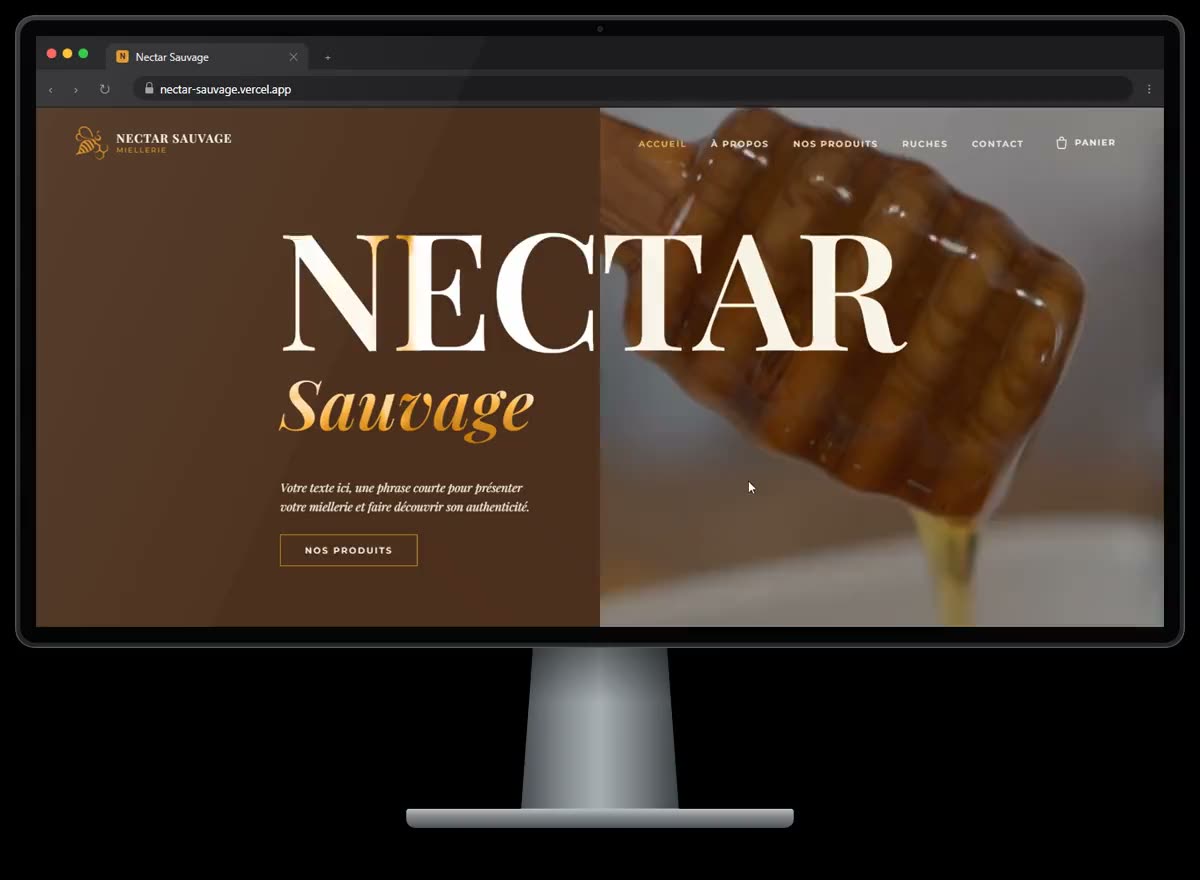 N Nectar Sauvage
nectar-sauvage.vercel.app
NECTAR SAUVAGE
MIELLERIE
ACCUEIL À PROPOS NOS PRODUITS RUCHES CONTACT PANIER
NECTAR
Sauvage
Votre texte ici, une phrase courte pour présenter
votre miellerie et faire découvrir son authenticité.
NOS PRODUITS